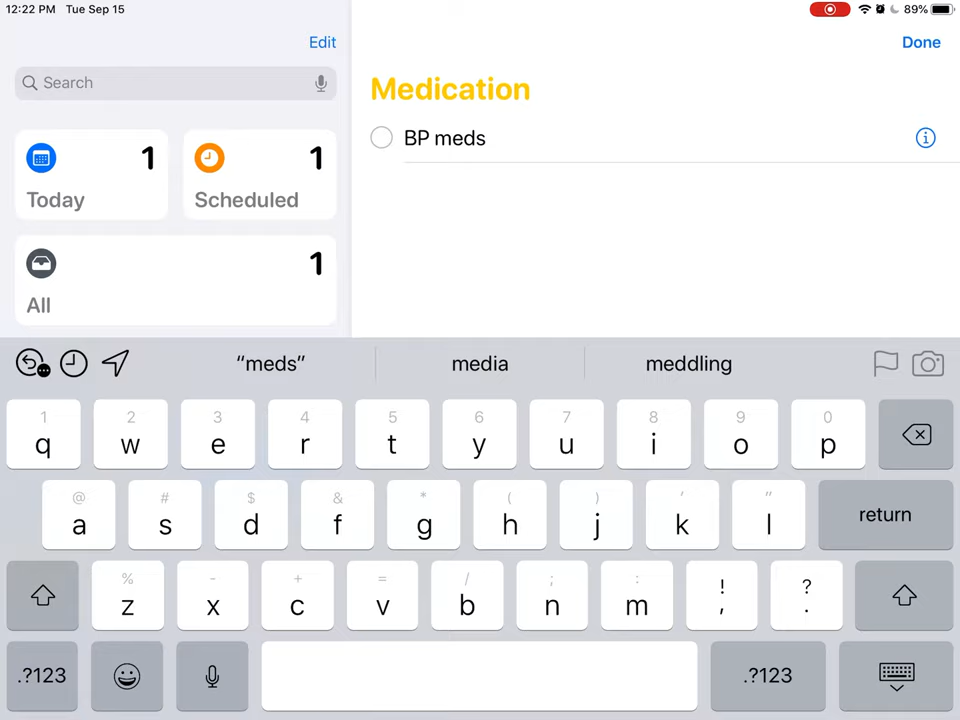 12:22 PM Tue Sep 15
89%
Edit
Done
Search
Medication
BP meds
1
Today
1
Scheduled
1
All
“meds” media meddling
1 2 3 4 5 6 7 8 9 0
q w e r t y u i o p
@ # $ & * ( ) ' "
a s d f g h j k l return
% - + = / ; : ! ?
z x c v b n m , .
.?123 .?123